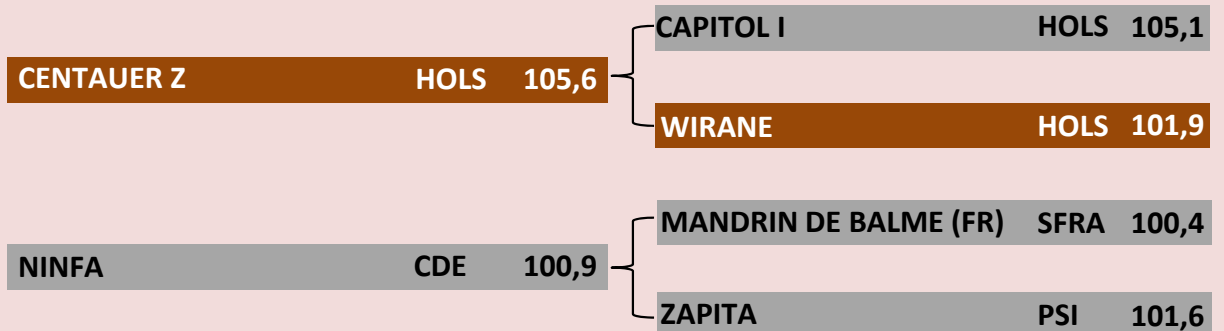 CAPITOL I HOLS 105,1
CENTAUER Z HOLS 105,6
WIRANE HOLS 101,9
MANDRIN DE BALME (FR) SFRA 100,4
NINFA CDE 100,9
ZAPITA PSI 101,6